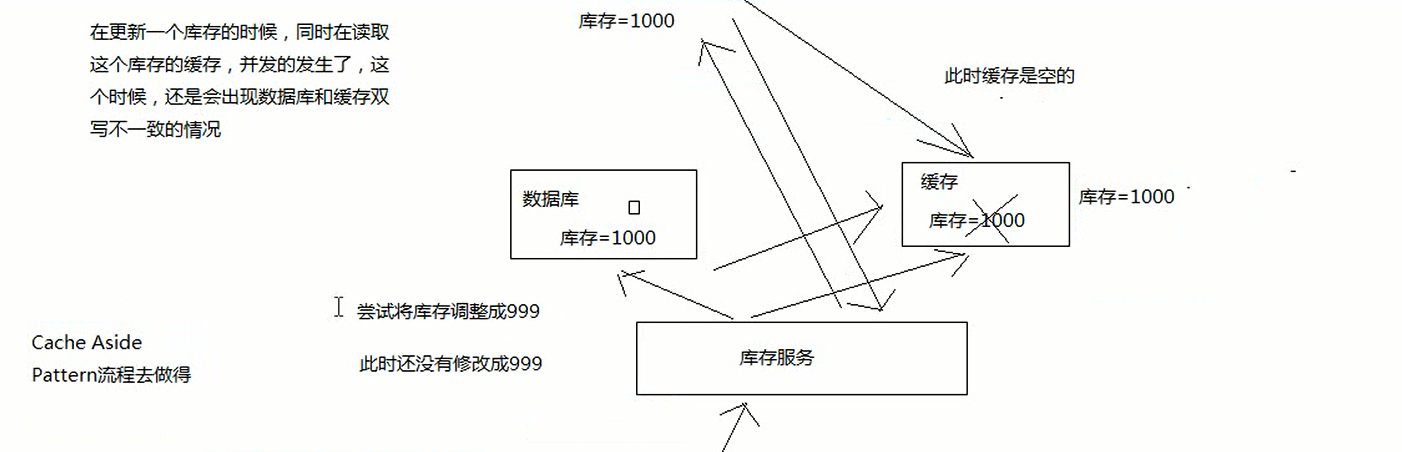 在更新一个库存的时候，同时在读取
这个库存的缓存，并发的发生了，这
个时候，还是会出现数据库和缓存双
写不一致的情况
库存=1000
此时缓存是空的
数据库
库存=1000
缓存
库存=1000
库存=1000
尝试将库存调整成999
此时还没有修改成999
库存服务
Cache Aside
Pattern流程去做得